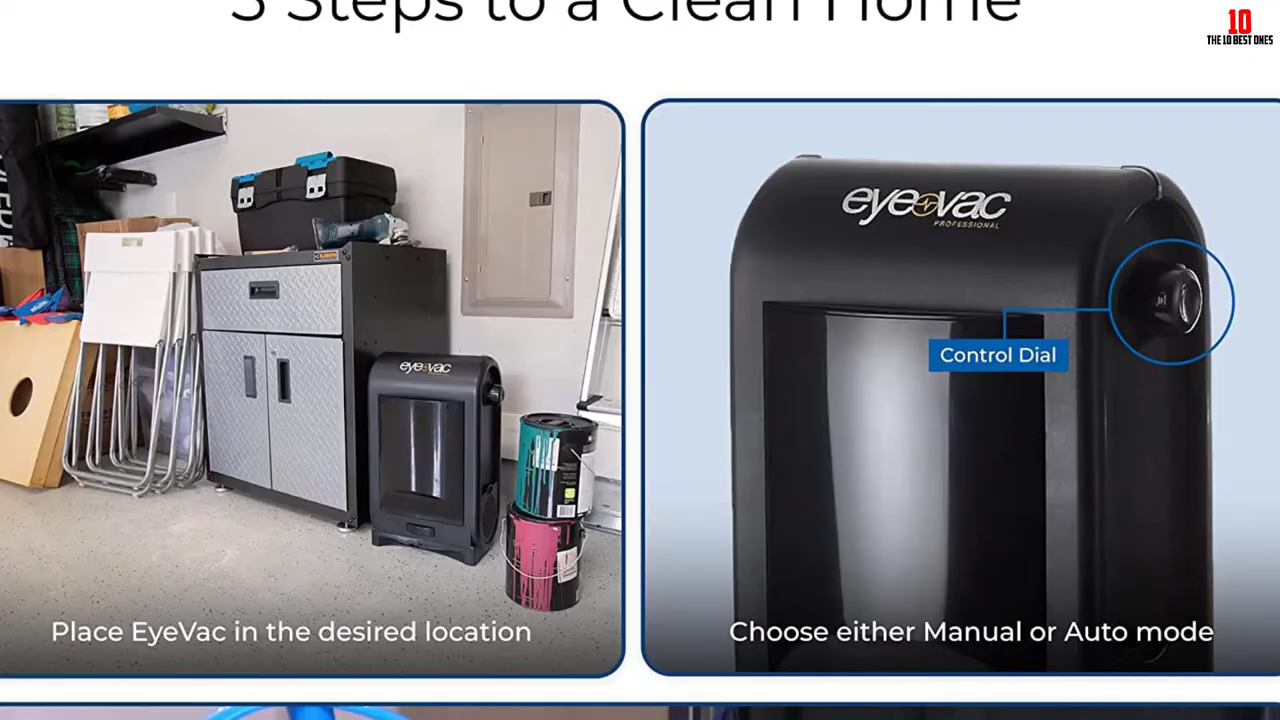 3 Steps to a Clean Home
10
THE 10 BEST ONES
eyevac
eyevac
PROFESSIONAL
Control Dial
Place EyeVac in the desired location
Choose either Manual or Auto mode